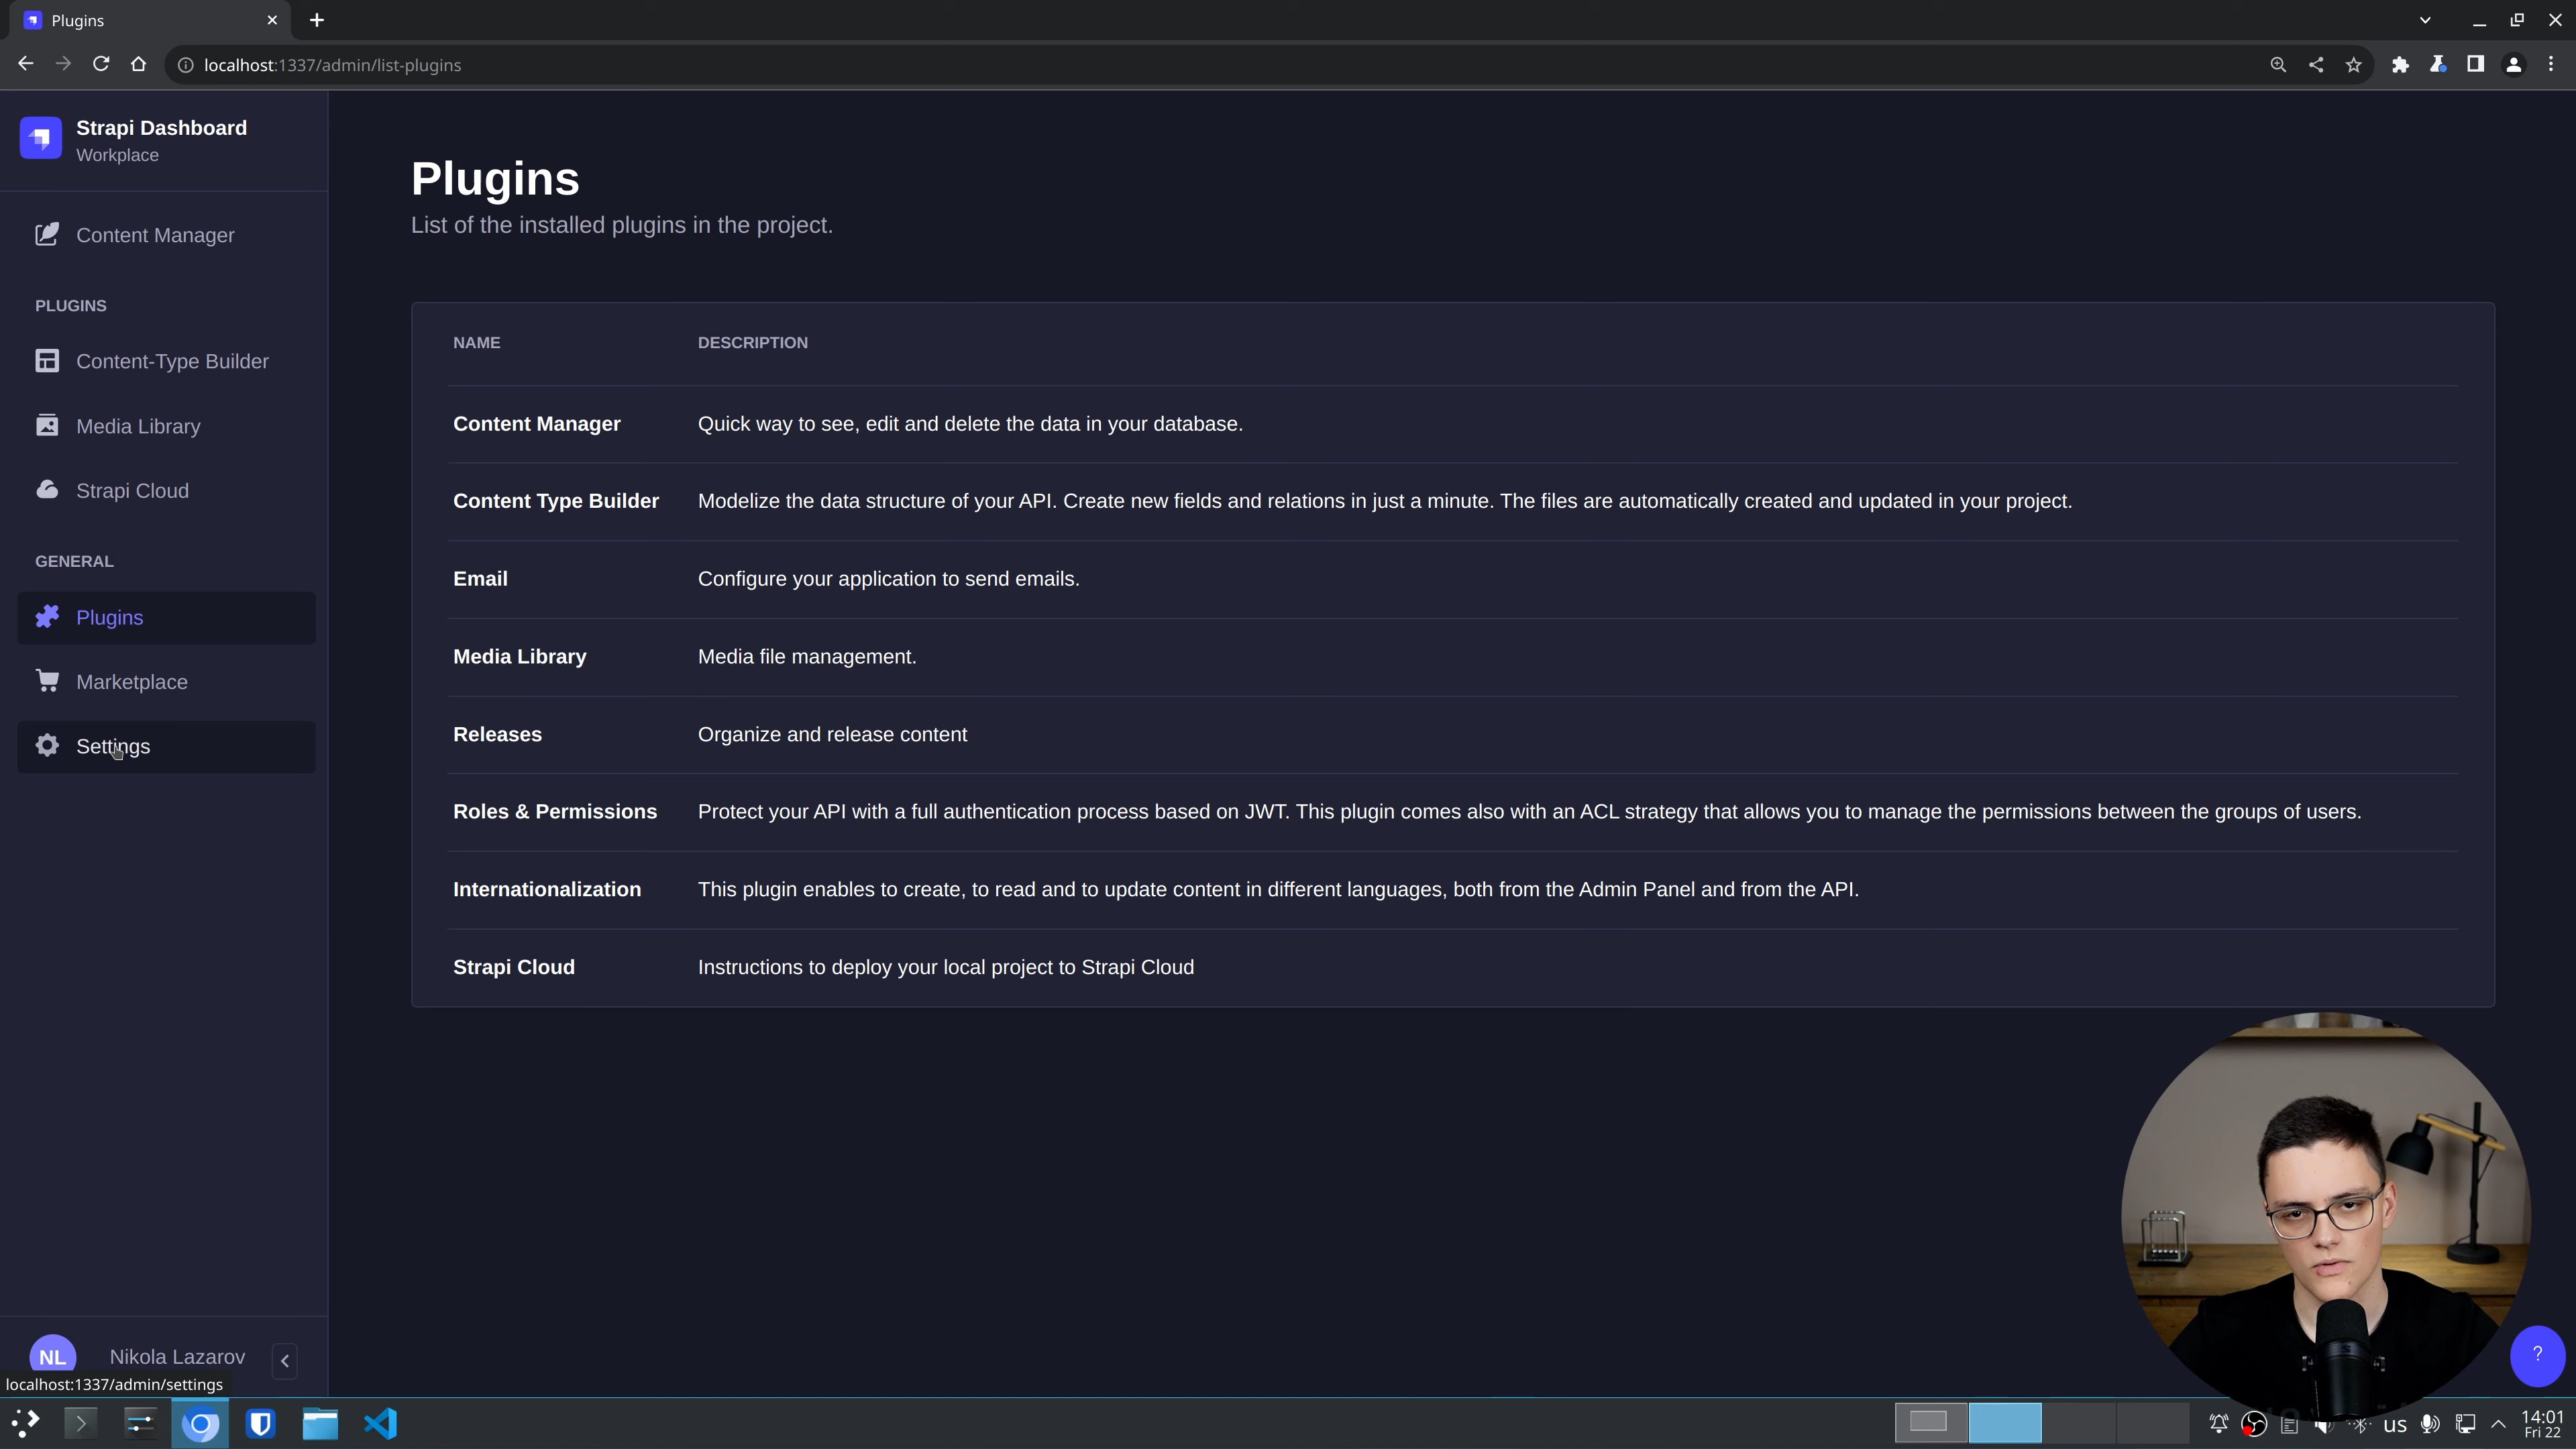 Plugins
localhost:1337/admin/list-plugins
Strapi Dashboard
Workplace
Content Manager
PLUGINS
Content-Type Builder
Media Library
Strapi Cloud
GENERAL
Plugins
Marketplace
Settings
NL
Nikola Lazarov
localhost:1337/admin/settings
Plugins
List of the installed plugins in the project.
NAME DESCRIPTION
Content Manager Quick way to see, edit and delete the data in your database.
Content Type Builder Modelize the data structure of your API. Create new fields and relations in just a minute. The files are automatically created and updated in your project.
Email Configure your application to send emails.
Media Library Media file management.
Releases Organize and release content
Roles & Permissions Protect your API with a full authentication process based on JWT. This plugin comes also with an ACL strategy that allows you to manage the permissions between the groups of users.
Internationalization This plugin enables to create, to read and to update content in different languages, both from the Admin Panel and from the API.
Strapi Cloud Instructions to deploy your local project to Strapi Cloud
?
us
14:01
Fri 22